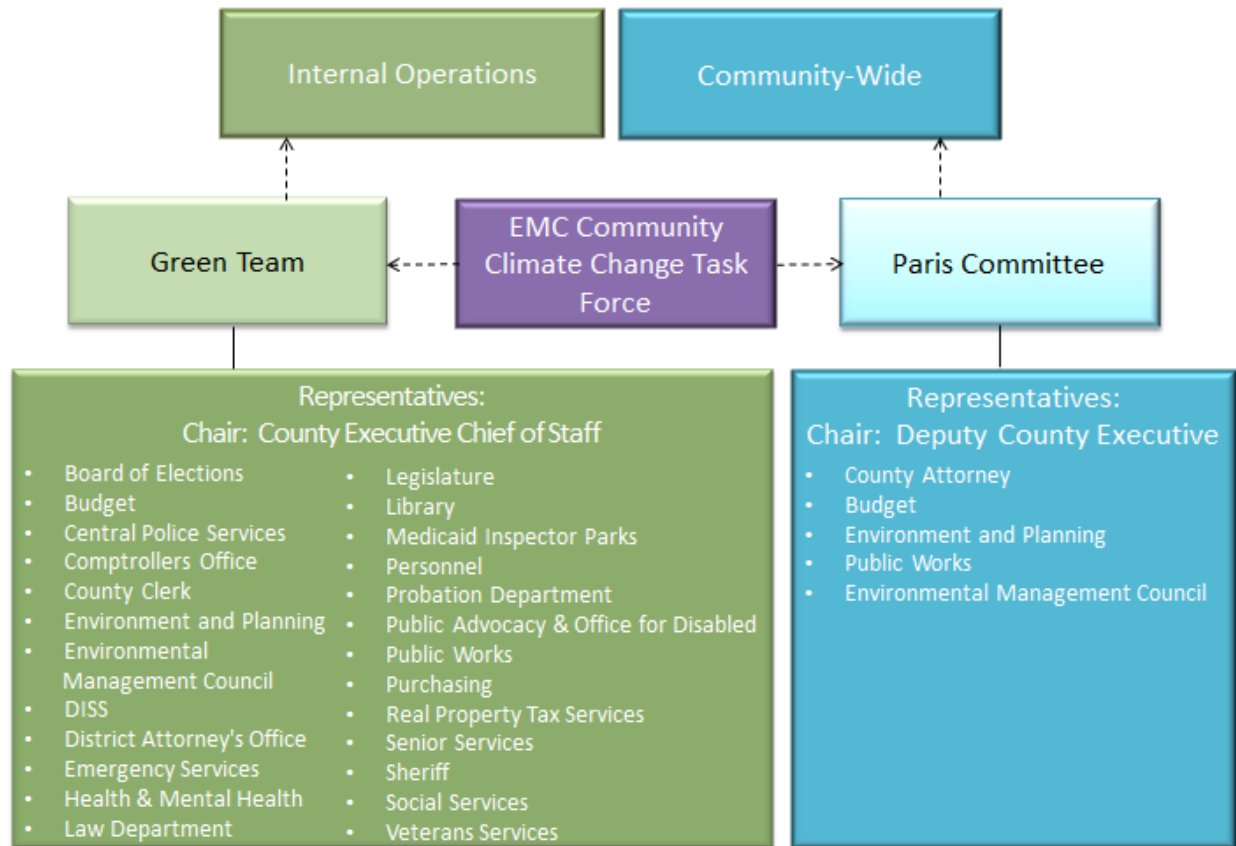 Internal Operations
Community-Wide
Green Team
EMC Community
Climate Change Task
Force
Paris Committee
Representatives:
Chair: County Executive Chief of Staff
• Board of Elections
• Budget
• Central Police Services
• Comptrollers Office
• County Clerk
• Environment and Planning
• Environmental
Management Council
• DISS
• District Attorney's Office
• Emergency Services
• Health & Mental Health
• Law Department
• Legislature
• Library
• Medicaid Inspector Parks
• Personnel
• Probation Department
• Public Advocacy & Office for Disabled
• Public Works
• Purchasing
• Real Property Tax Services
• Senior Services
• Sheriff
• Social Services
• Veterans Services
Representatives:
Chair: Deputy County Executive
• County Attorney
• Budget
• Environment and Planning
• Public Works
• Environmental Management Council